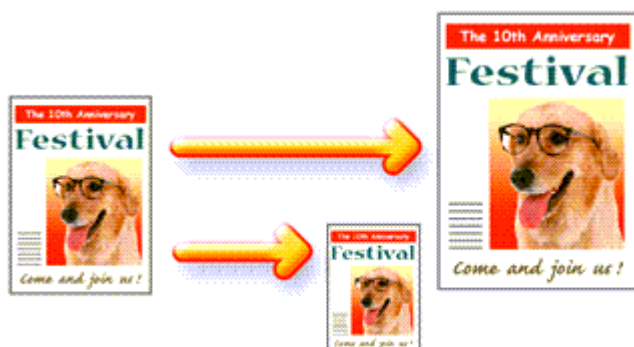 The 10th Anniversary
Festival
Come and join us!
The 10th Anniversary
Festival
Come and join us!
The 10th Anniversary
Festival
Come and join us!